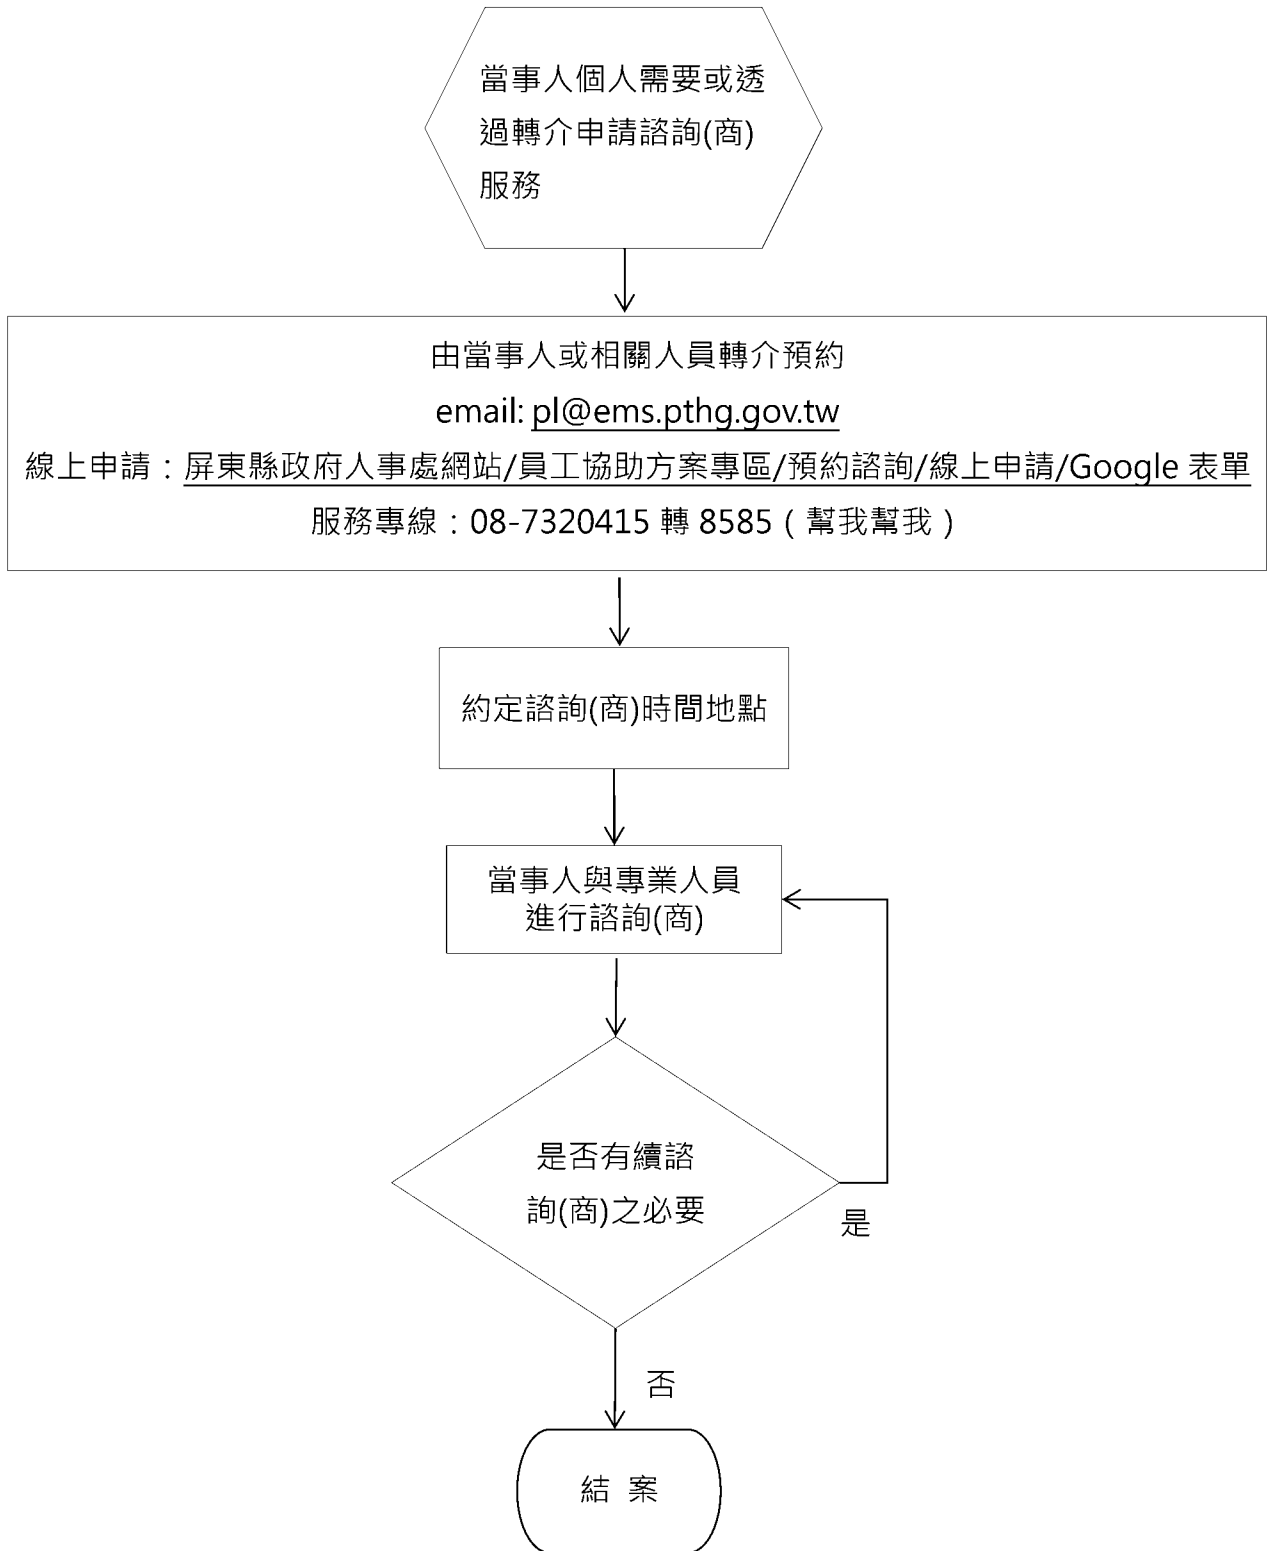 當事人個人需要或透
過轉介申請諮詢(商)
服務
由當事人或相關人員轉介預約
email: pl@ems.pthg.gov.tw
線上申請：屏東縣政府人事處網站/員工協助方案專區/預約諮詢/線上申請/Google 表單
服務專線：08-7320415 轉 8585（幫我幫我）
約定諮詢(商)時間地點
當事人與專業人員
進行諮詢(商)
是否有續諮
詢(商)之必要
是
否
結 案